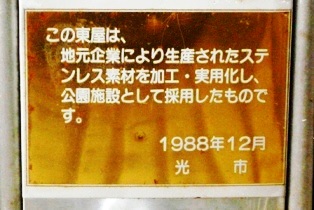 この東屋は、
地元企業により生産されたステ
ンレス素材を加工・実用化し、
公園施設として採用したもので
す。
1988年12月
光　市